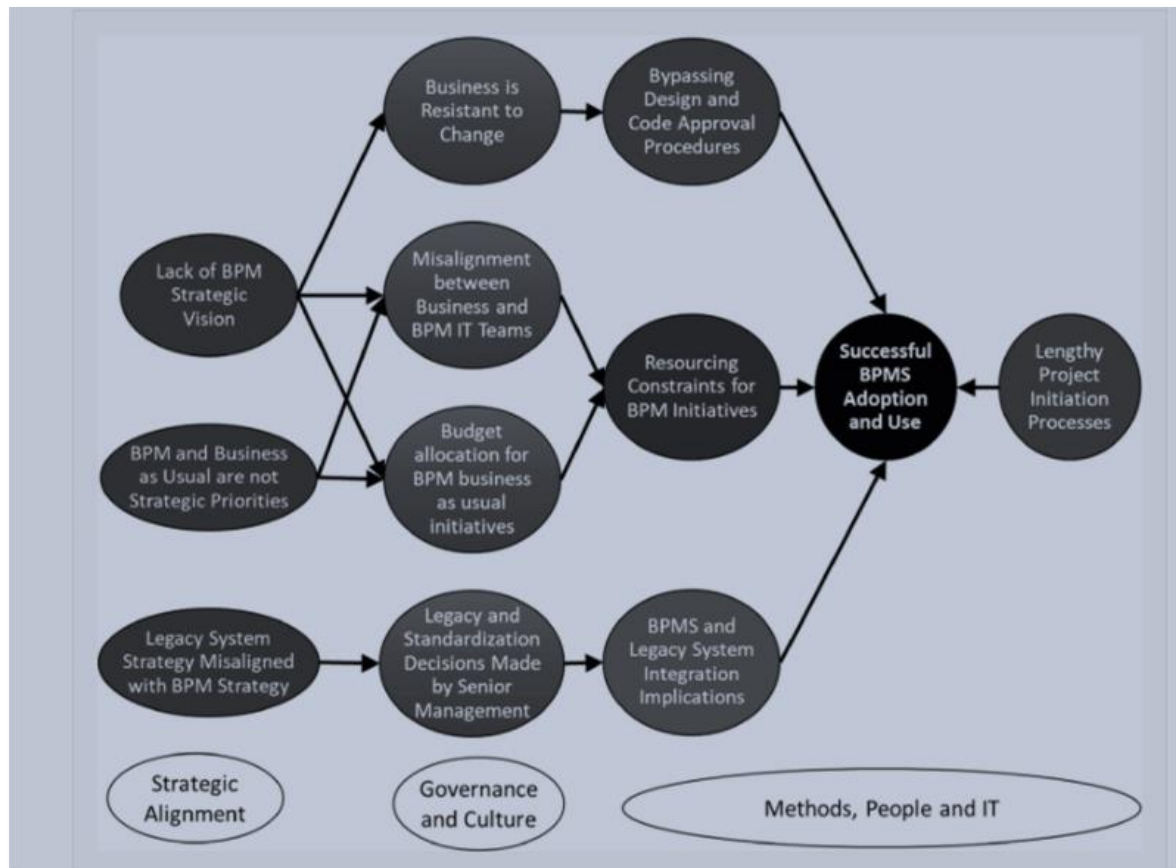 Business is
Resistant to
Change
Bypassing
Design and
Code Approval
Procedures
Lack of BPM
Strategic
Vision
Misalignment
between
Business and
BPM IT Teams
Resourcing
Constraints for
BPM Initiatives
Successful
BPMS
Adoption
and Use
Lengthy
Project
Initiation
Processes
BPM and Business
as Usual are not
Strategic Priorities
Budget
allocation for
BPM business
as usual
initiatives
Legacy System
Strategy Misaligned
with BPM Strategy
Legacy and
Standardization
Decisions Made
by Senior
Management
BPMS and
Legacy System
Integration
Implications
Strategic
Alignment
Governance
and Culture
Methods, People and IT